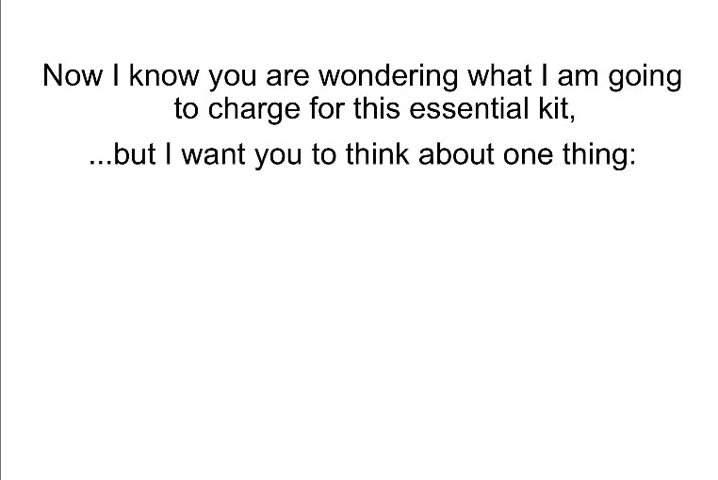 Now I know you are wondering what I am going
to charge for this essential kit,
...but I want you to think about one thing: